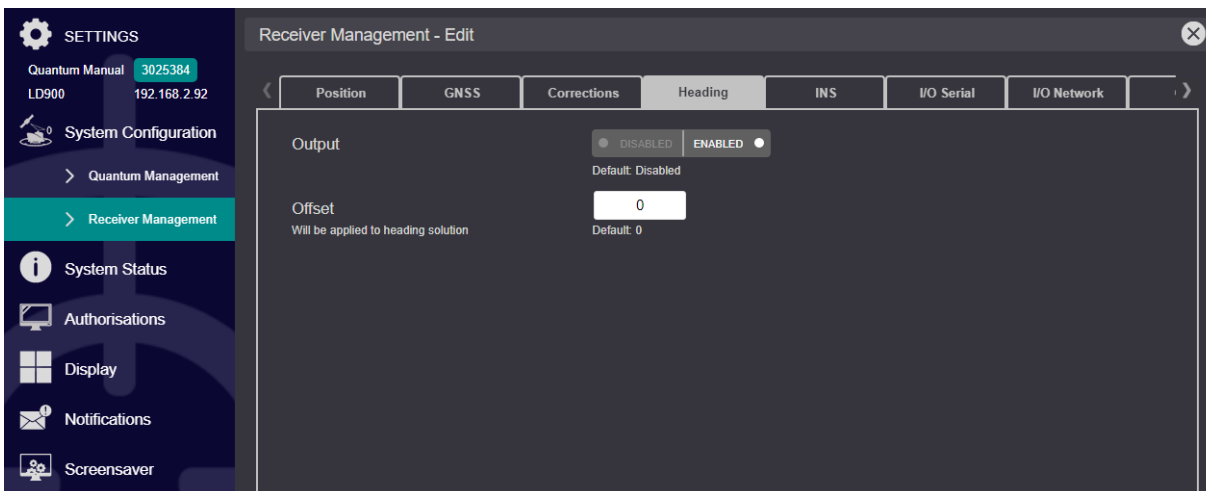 SETTINGS
Quantum Manual 3025384
LD900 192.168.2.92
System Configuration
Quantum Management
Receiver Management
System Status
Authorisations
Display
Notifications
Screensaver
Receiver Management - Edit
Position GNSS Corrections Heading INS I/O Serial I/O Network
Output DISABLED ENABLED
Default: Disabled
Offset 0
Will be applied to heading solution Default: 0